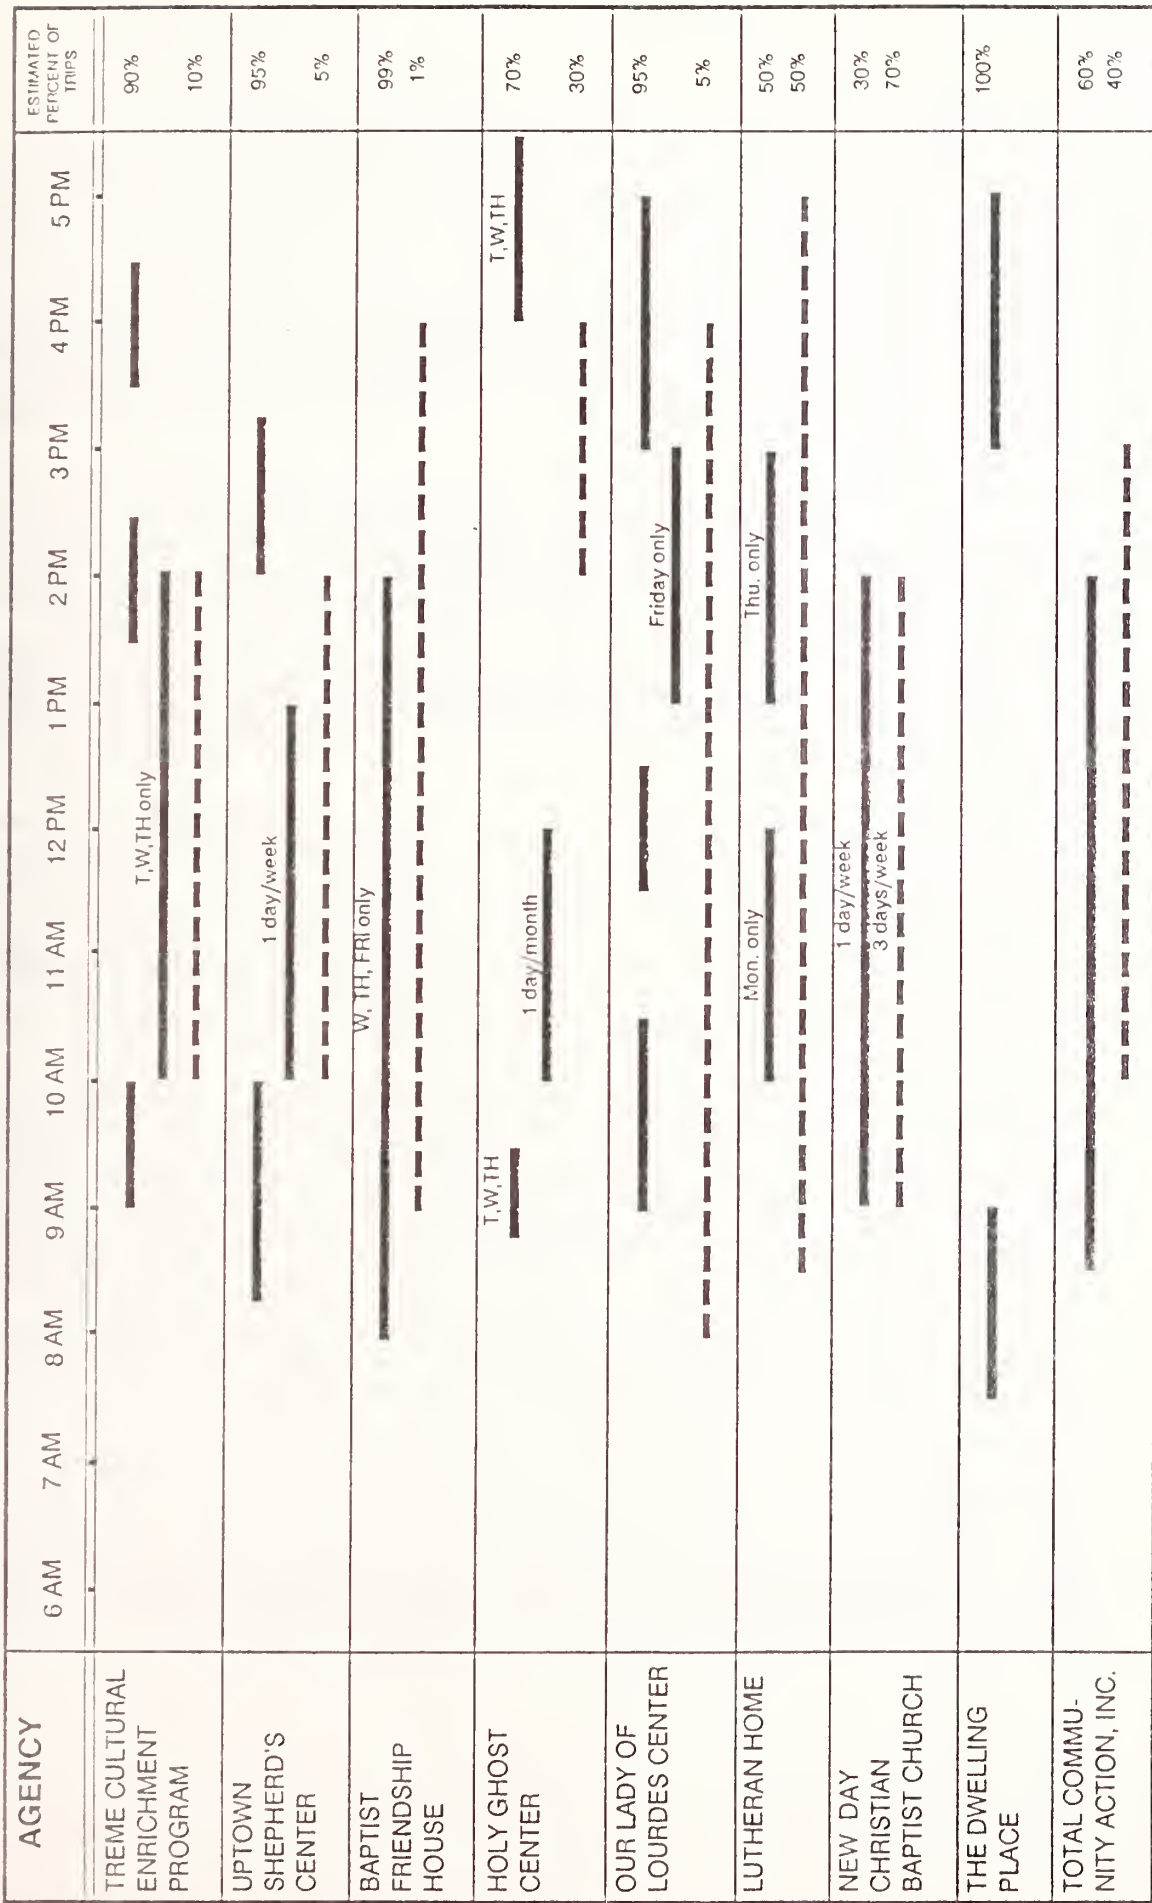 AGENCY
6 AM 7 AM 8 AM 9 AM 10 AM 11 AM 12 PM 1 PM 2 PM 3 PM 4 PM 5 PM
ESTIMATED
PERCENT OF
TRIPS
TREME CULTURAL
ENRICHMENT
PROGRAM
T,W,TH only
90%
10%
UPTOWN
SHEPHERD'S
CENTER
1 day/week
95%
5%
BAPTIST
FRIENDSHIP
HOUSE
W, TH, FRI only
99%
1%
HOLY GHOST
CENTER
T,W,TH
1 day/month
T,W,TH
70%
30%
OUR LADY OF
LOURDES CENTER
Friday only
95%
5%
LUTHERAN HOME
Mon. only
Thu. only
50%
50%
NEW DAY
CHRISTIAN
BAPTIST CHURCH
1 day/week
3 days/week
30%
70%
THE DWELLING
PLACE
100%
TOTAL COMMU-
NITY ACTION, INC.
60%
40%